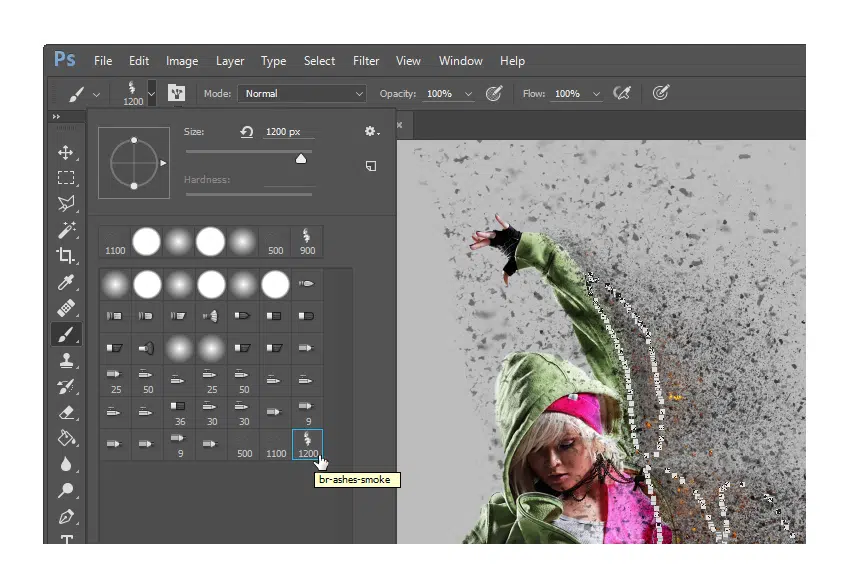 Ps File Edit Image Layer Type Select Filter View Window Help
1200 Mode: Normal Opacity: 100% Flow: 100%
Size: 1200 px
Hardness:
1100 500 900
25 50 25 50
36 30 30 9
9 500 1100 1200
br-ashes-smoke
T